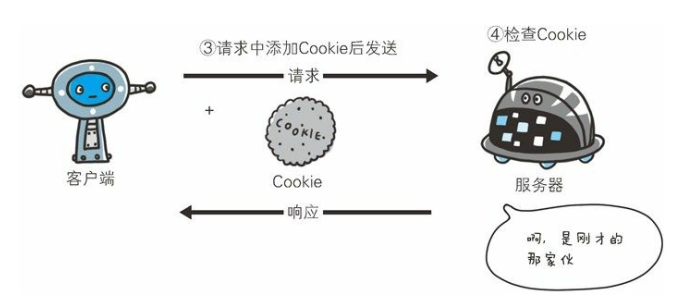 ③请求中添加Cookie后发送
④检查Cookie
请求
+
COOKIE
客户端
Cookie
服务器
响应
啊，是刚才的
那家伙